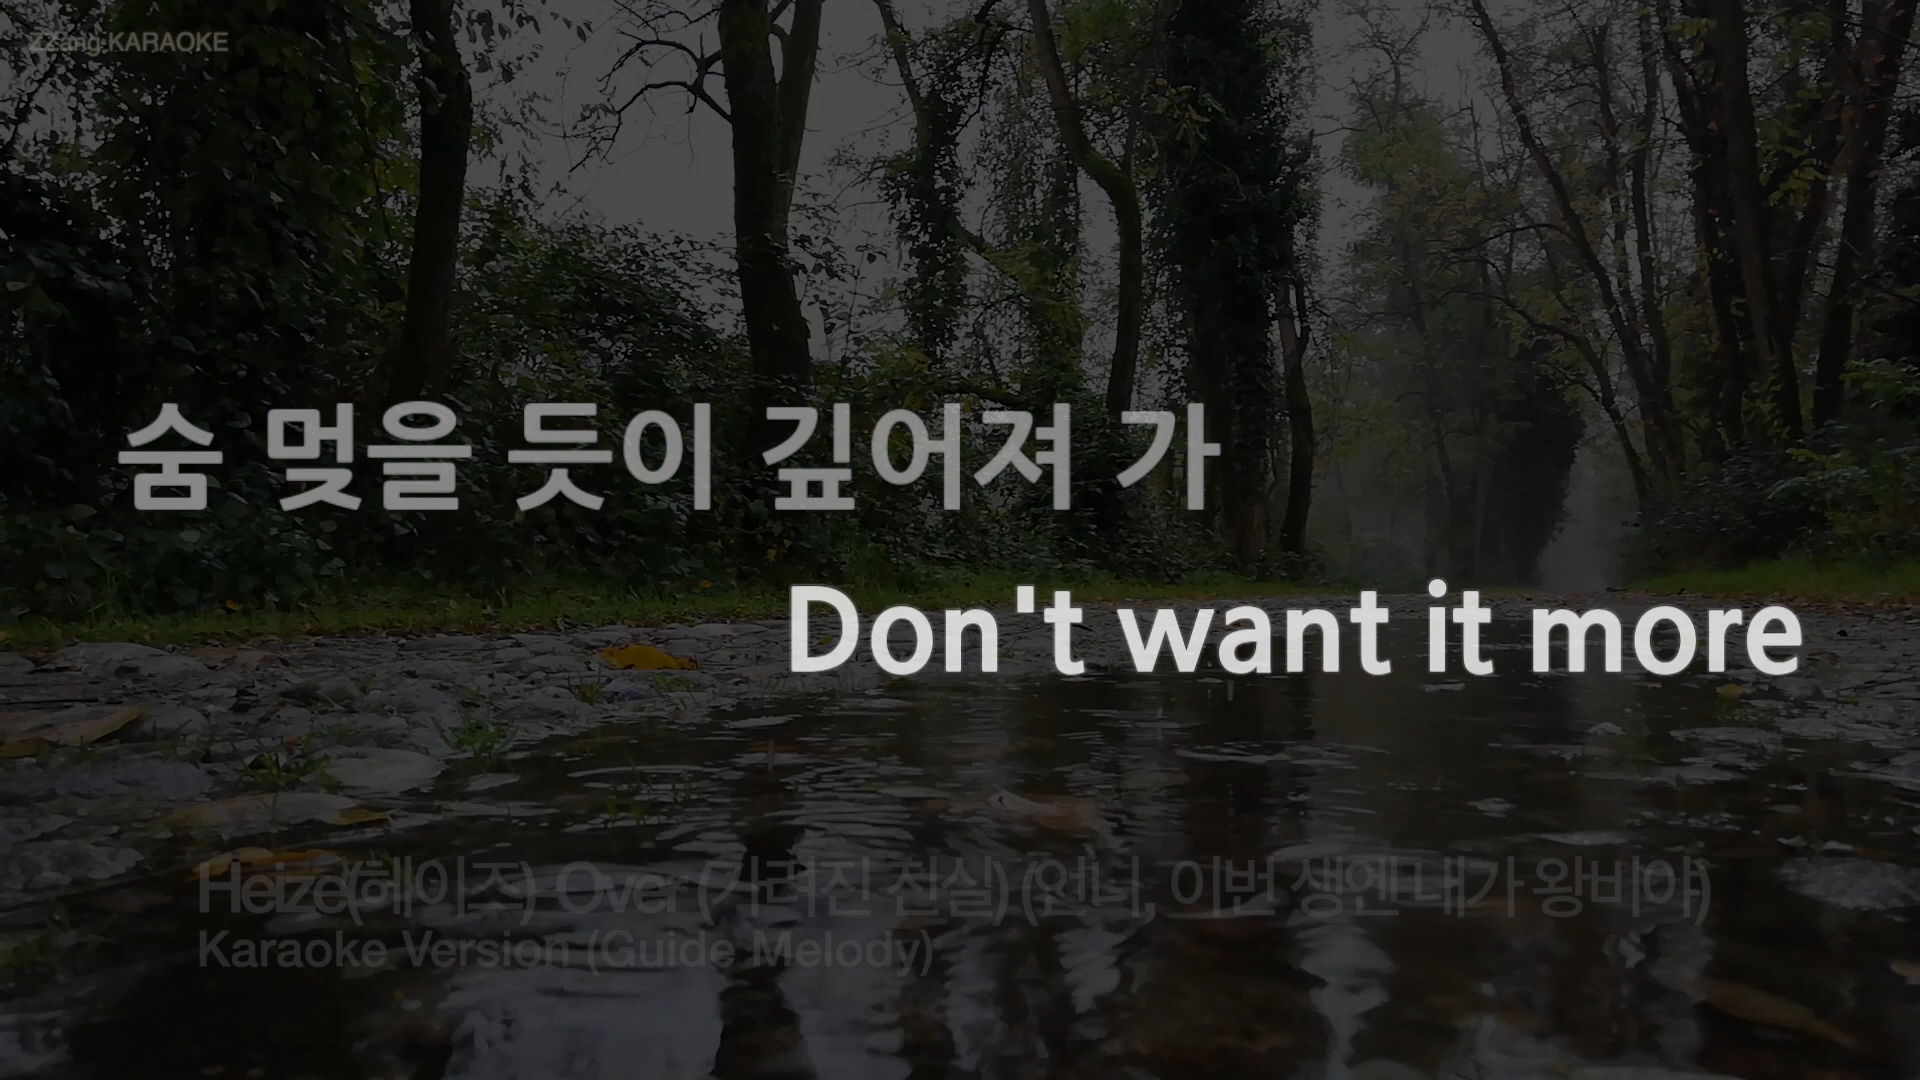 ZZang KARAOKE
숨 멎을 듯이 깊어져 가
Don't want it more
Heize(헤이즈) Over (가려진 진실) (언니, 이번 생엔 내가 왕비야)
Karaoke Version (Guide Melody)